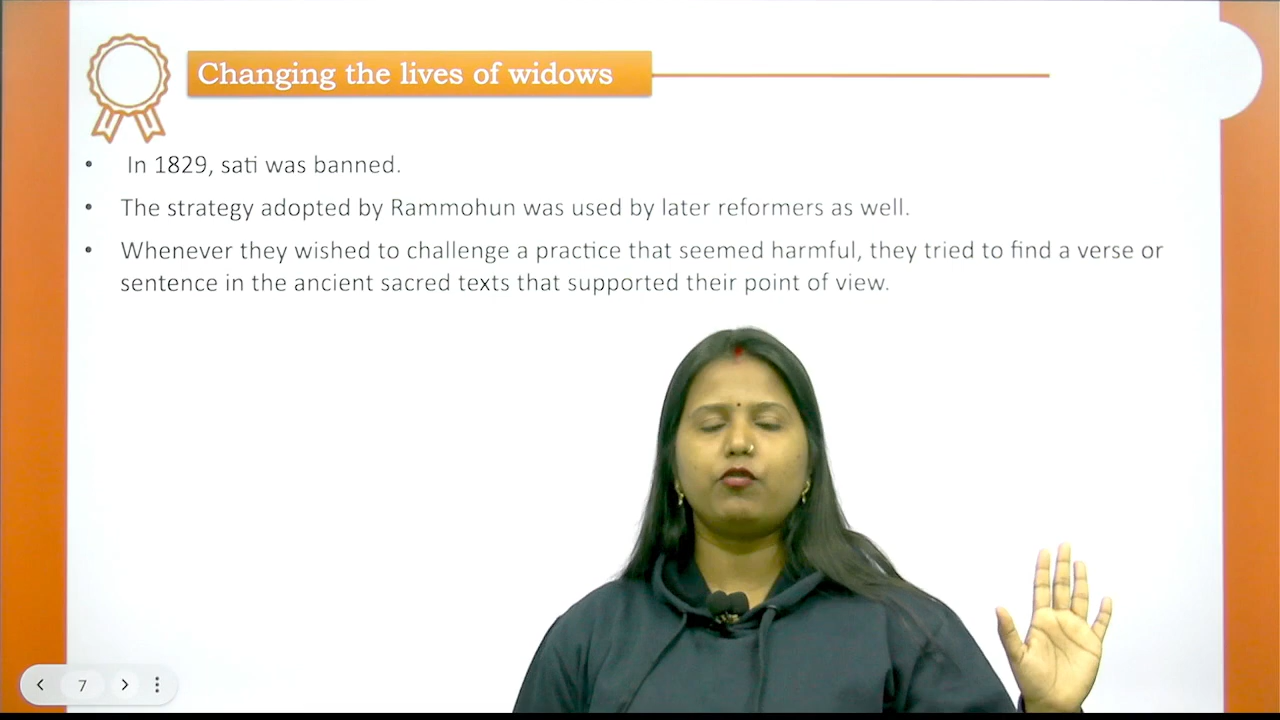 Changing the lives of widows
• In 1829, sati was banned.
• The strategy adopted by Rammohun was used by later reformers as well.
• Whenever they wished to challenge a practice that seemed harmful, they tried to find a verse or
sentence in the ancient sacred texts that supported their point of view.
7